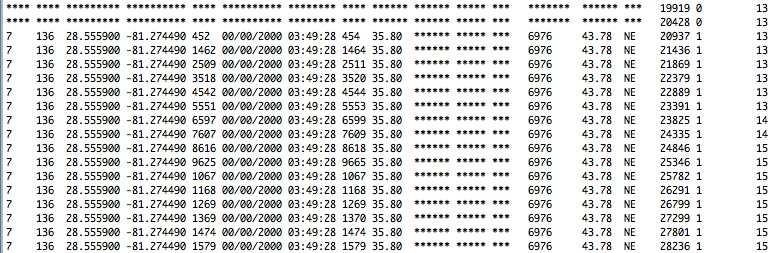 **** **** ********** *********** **** ********** ******** **** ****** ****** ***** *** ******* ****** *** 19919 0 13
**** **** ********** *********** **** ********** ******** **** ****** ****** ***** *** ******* ****** *** 20428 0 13
7 136 28.555900 -81.274490 452 00/00/2000 03:49:28 454 35.80 ****** ***** *** 6976 43.78 NE 20937 1 13
7 136 28.555900 -81.274490 1462 00/00/2000 03:49:28 1464 35.80 ****** ***** *** 6976 43.78 NE 21436 1 13
7 136 28.555900 -81.274490 2509 00/00/2000 03:49:28 2511 35.80 ****** ***** *** 6976 43.78 NE 21869 1 13
7 136 28.555900 -81.274490 3518 00/00/2000 03:49:28 3520 35.80 ****** ***** *** 6976 43.78 NE 22379 1 13
7 136 28.555900 -81.274490 4542 00/00/2000 03:49:28 4544 35.80 ****** ***** *** 6976 43.78 NE 22889 1 13
7 136 28.555900 -81.274490 5551 00/00/2000 03:49:28 5553 35.80 ****** ***** *** 6976 43.78 NE 23391 1 13
7 136 28.555900 -81.274490 6597 00/00/2000 03:49:28 6599 35.80 ****** ***** *** 6976 43.78 NE 23825 1 14
7 136 28.555900 -81.274490 7607 00/00/2000 03:49:28 7609 35.80 ****** ***** *** 6976 43.78 NE 24335 1 14
7 136 28.555900 -81.274490 8616 00/00/2000 03:49:28 8618 35.80 ****** ***** *** 6976 43.78 NE 24846 1 15
7 136 28.555900 -81.274490 9625 00/00/2000 03:49:28 9665 35.80 ****** ***** *** 6976 43.78 NE 25346 1 15
7 136 28.555900 -81.274490 1067 00/00/2000 03:49:28 1067 35.80 ****** ***** *** 6976 43.78 NE 25782 1 15
7 136 28.555900 -81.274490 1168 00/00/2000 03:49:28 1168 35.80 ****** ***** *** 6976 43.78 NE 26291 1 15
7 136 28.555900 -81.274490 1269 00/00/2000 03:49:28 1269 35.80 ****** ***** *** 6976 43.78 NE 26799 1 15
7 136 28.555900 -81.274490 1369 00/00/2000 03:49:28 1370 35.80 ****** ***** *** 6976 43.78 NE 27299 1 15
7 136 28.555900 -81.274490 1474 00/00/2000 03:49:28 1474 35.80 ****** ***** *** 6976 43.78 NE 27801 1 15
7 136 28.555900 -81.274490 1579 00/00/2000 03:49:28 1579 35.80 ****** ***** *** 6976 43.78 NE 28236 1 15